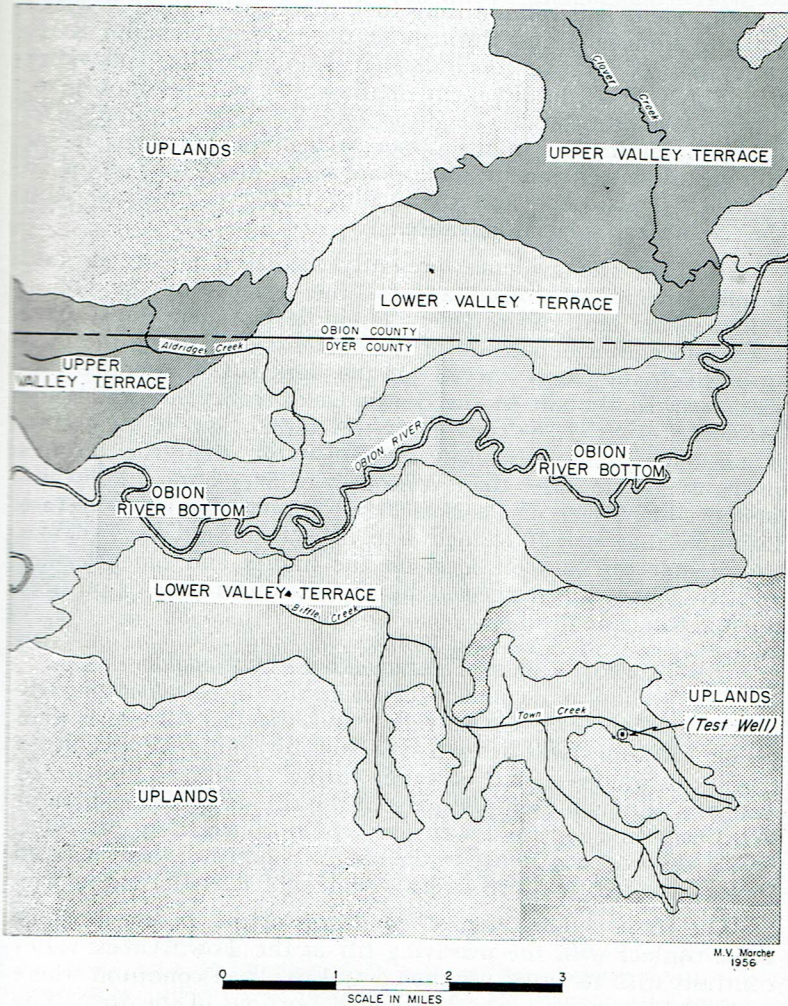 Clover Creek
UPLANDS
UPPER VALLEY TERRACE
LOWER VALLEY TERRACE
OBION COUNTY
DYER COUNTY
Aldridge Creek
UPPER
VALLEY TERRACE
OBION RIVER
OBION
RIVER BOTTOM
OBION
RIVER BOTTOM
LOWER VALLEY TERRACE
Biffle Creek
UPLANDS
Town Creek
(Test Well)
UPLANDS
M.V. Marcher
1956
0 1 2 3
SCALE IN MILES